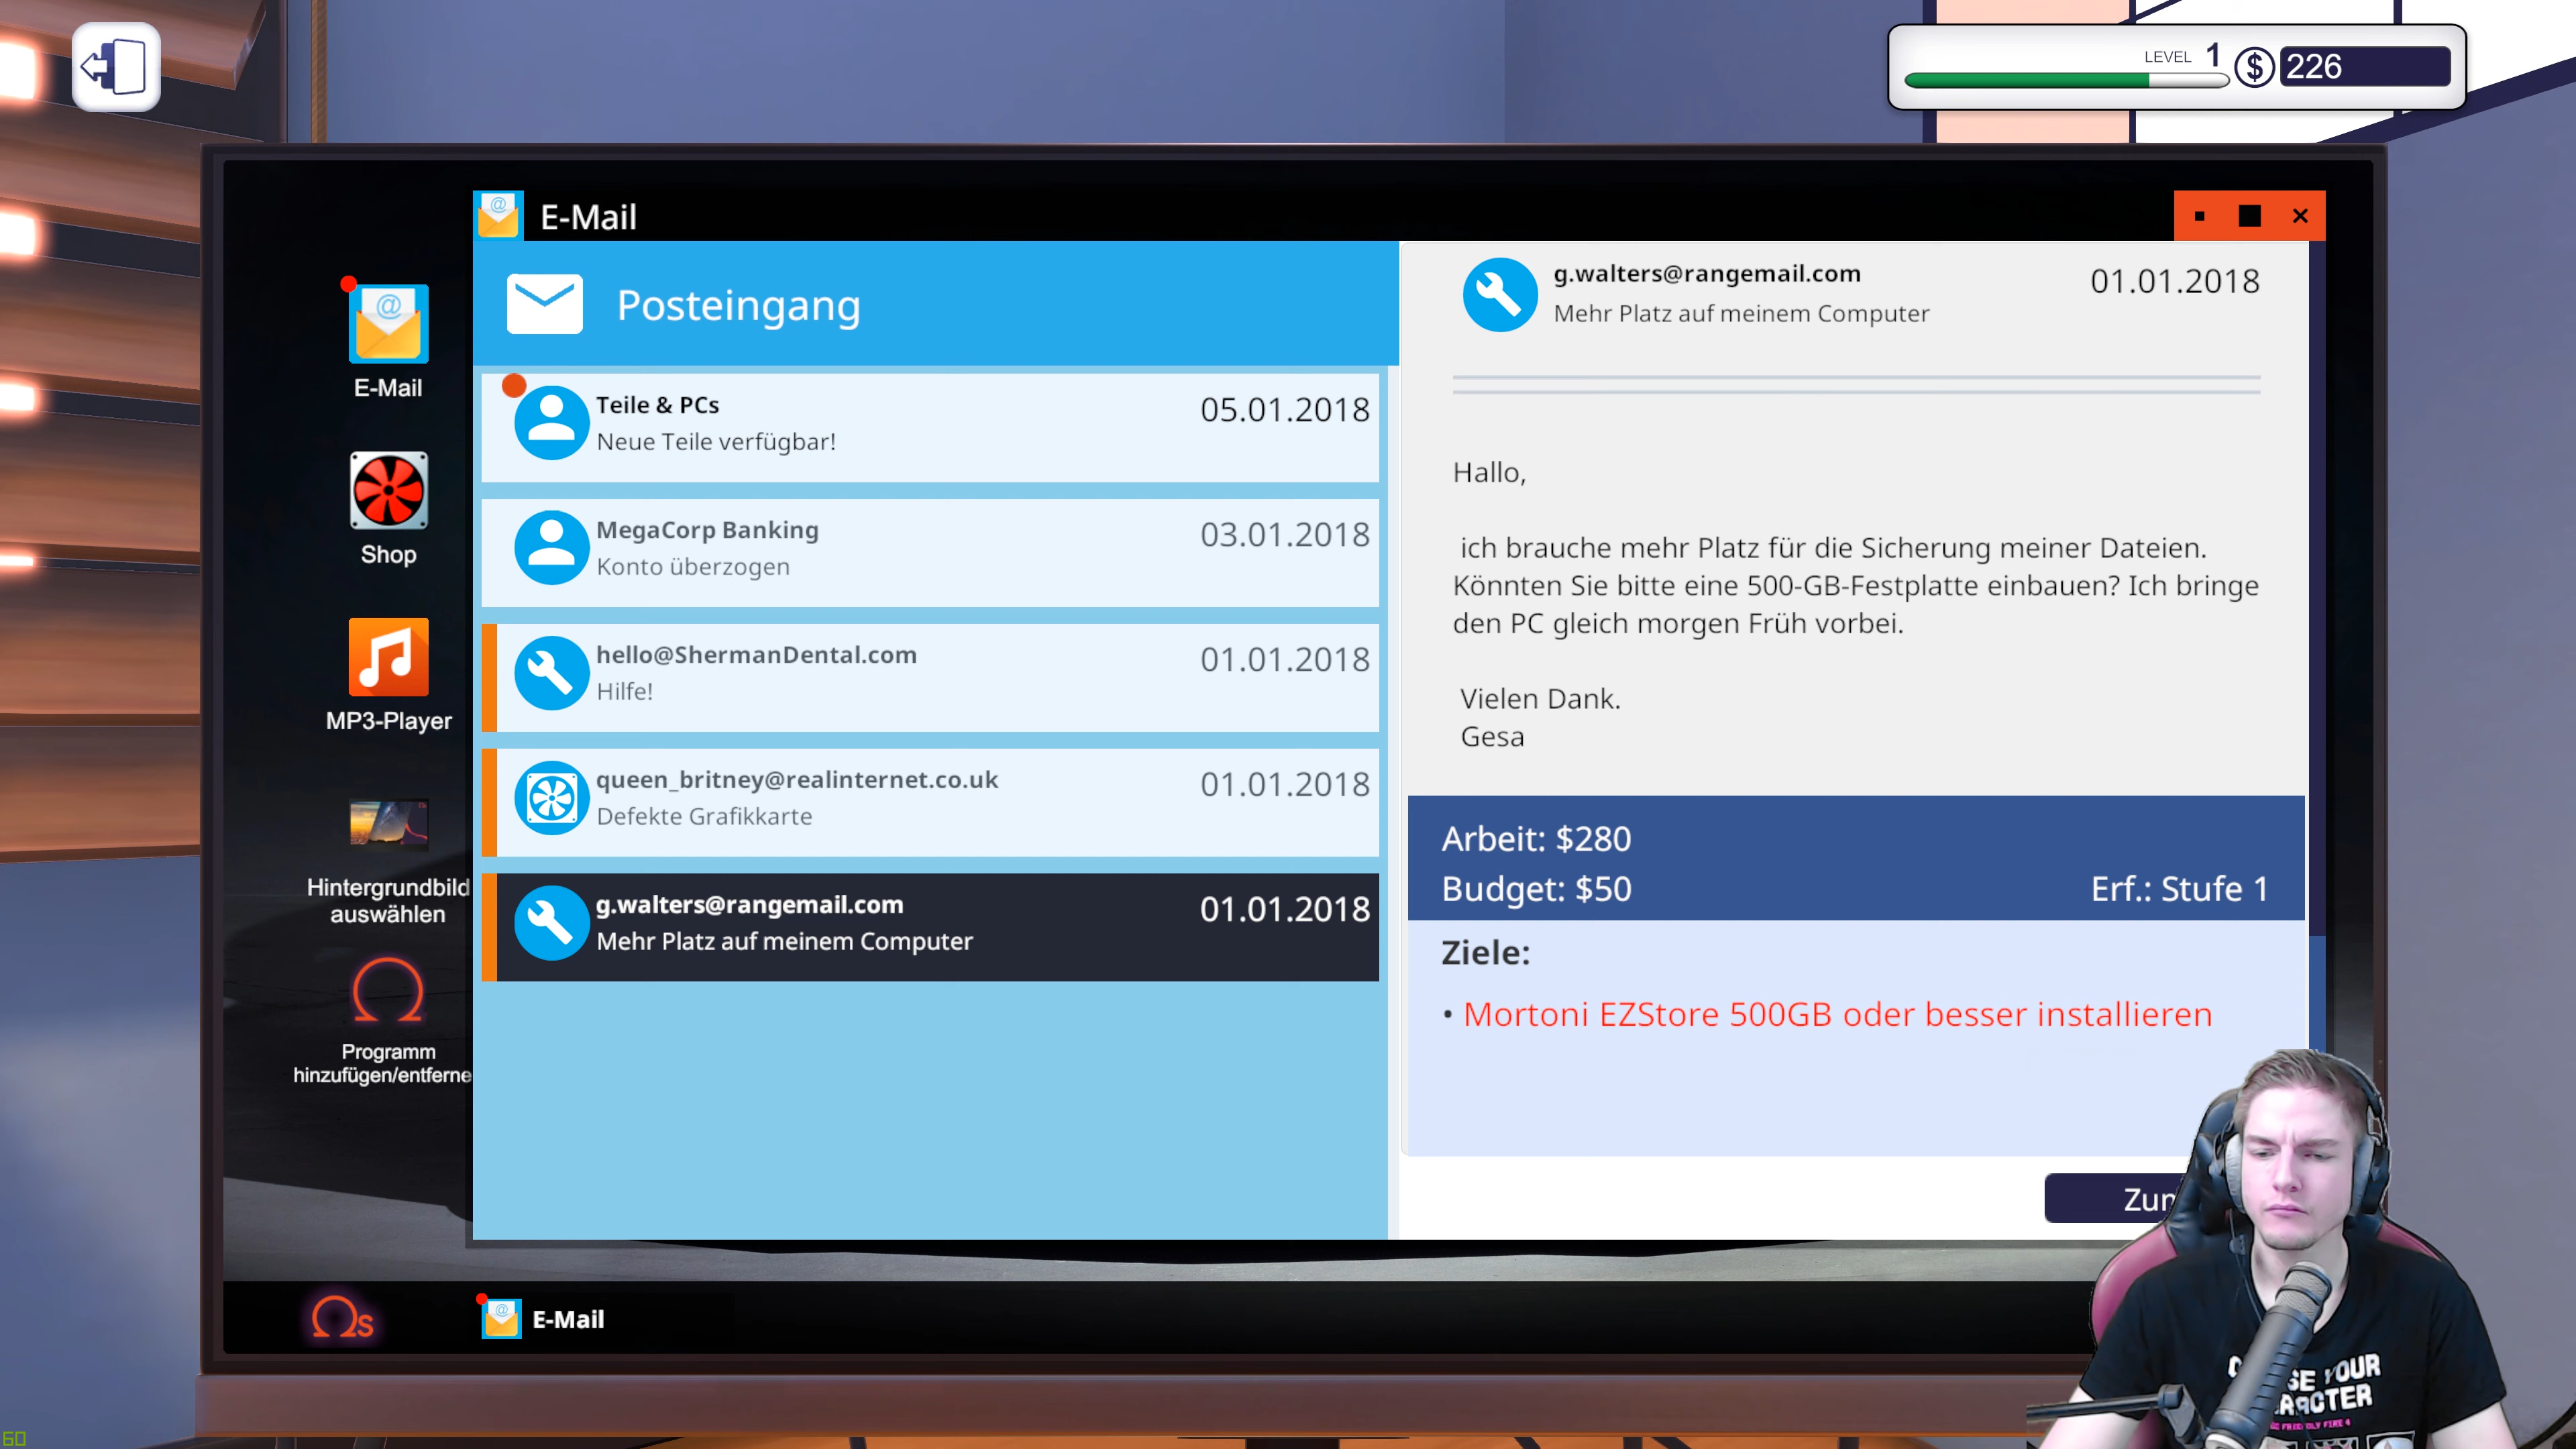 LEVEL 1
$ 226
E-Mail
Posteingang
Teile & PCs
05.01.2018
Neue Teile verfügbar!
MegaCorp Banking
03.01.2018
Konto überzogen
hello@ShermanDental.com
01.01.2018
Hilfe!
queen_britney@realinternet.co.uk
01.01.2018
Defekte Grafikkarte
g.walters@rangemail.com
01.01.2018
Mehr Platz auf meinem Computer
g.walters@rangemail.com
01.01.2018
Mehr Platz auf meinem Computer
Hallo,
ich brauche mehr Platz für die Sicherung meiner Dateien.
Könnten Sie bitte eine 500-GB-Festplatte einbauen? Ich bringe
den PC gleich morgen Früh vorbei.
Vielen Dank.
Gesa
Arbeit: $280
Budget: $50
Erf.: Stufe 1
Ziele:
• Mortoni EZStore 500GB oder besser installieren
E-Mail
Shop
MP3-Player
Hintergrundbild
auswählen
Programm
hinzufügen/entferne
Ωs
E-Mail
YOUR
60